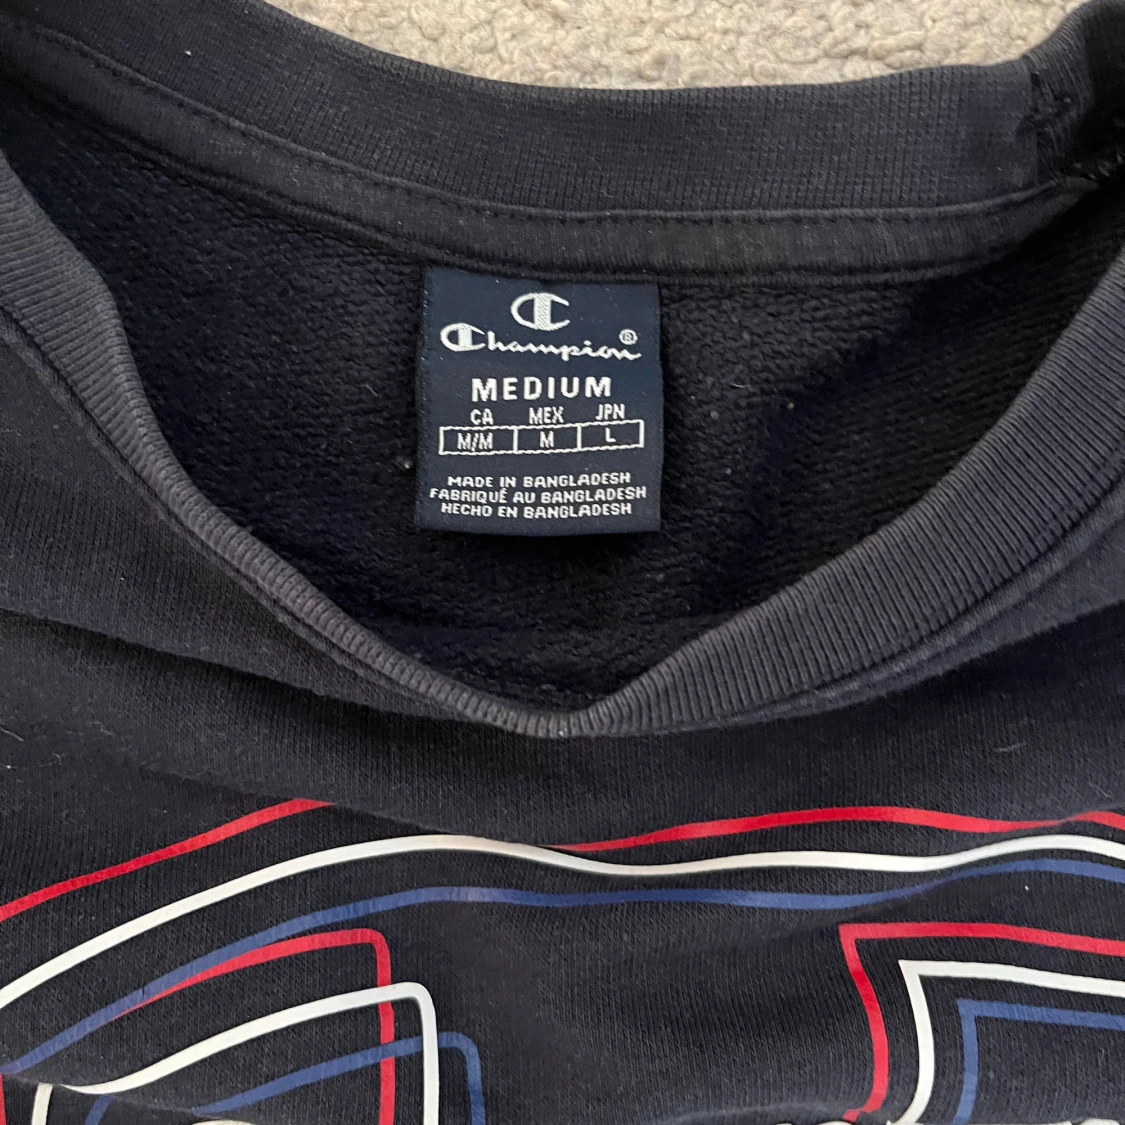 Champion®
MEDIUM
CA MEX JPN
M/M M L
MADE IN BANGLADESH
FABRIQUÉ AU BANGLADESH
HECHO EN BANGLADESH